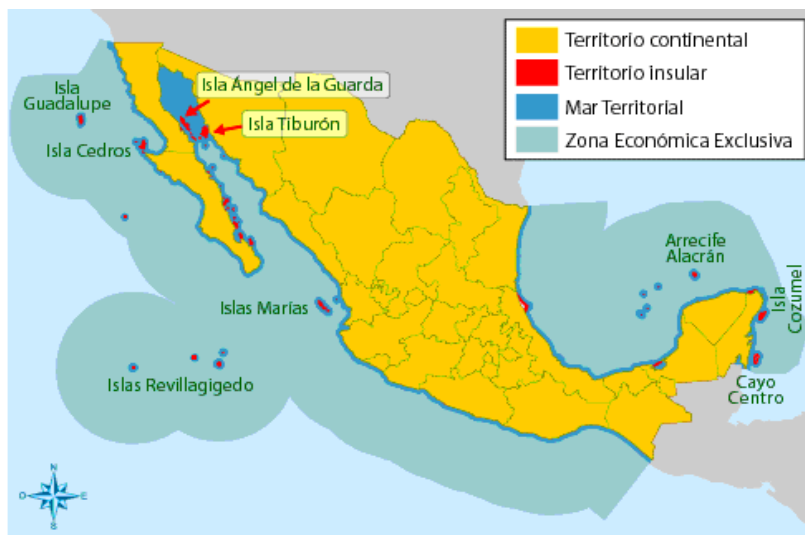 Territorio continental
Territorio insular
Mar Territorial
Zona Económica Exclusiva
Isla Ángel de la Guarda
Isla
Guadalupe
Isla Tiburón
Isla Cedros
Islas Marías
Islas Revillagigedo
Arrecife
Alacrán
Isla
Cozumel
Cayo
Centro
N
O
E
S